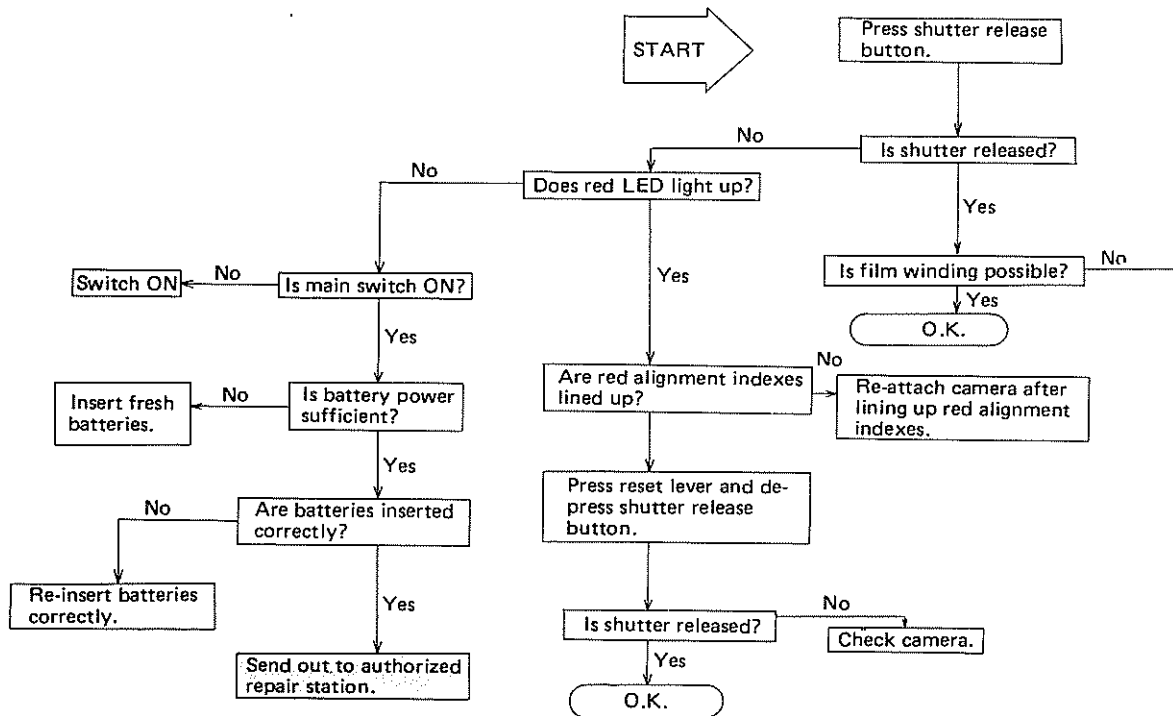 START
Press shutter release
button.
No
Is shutter released?
No
Does red LED light up?
Yes
Is film winding possible?
No
Yes
O.K.
Switch ON
No
Is main switch ON?
Yes
Yes
Insert fresh
batteries.
No
Is battery power
sufficient?
Are red alignment indexes
lined up?
No
Re-attach camera after
lining up red alignment
indexes.
Yes
Press reset lever and de-
press shutter release
button.
No
Are batteries inserted
correctly?
Re-insert batteries
correctly.
Yes
Is shutter released?
No
Check camera.
Yes
Send out to authorized
repair station.
O.K.